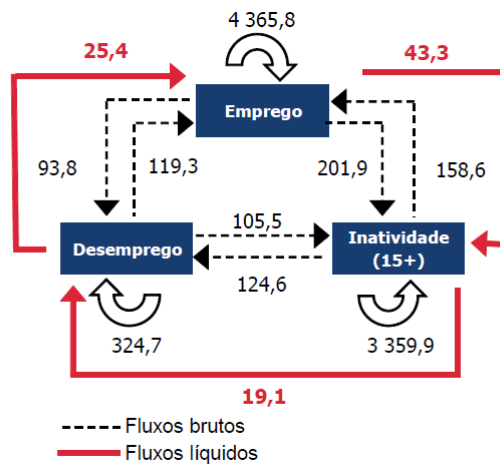 4 365,8
25,4
43,3
Emprego
93,8
119,3
201,9
158,6
105,5
Desemprego
Inatividade
(15+)
124,6
324,7
3 359,9
19,1
Fluxos brutos
Fluxos líquidos